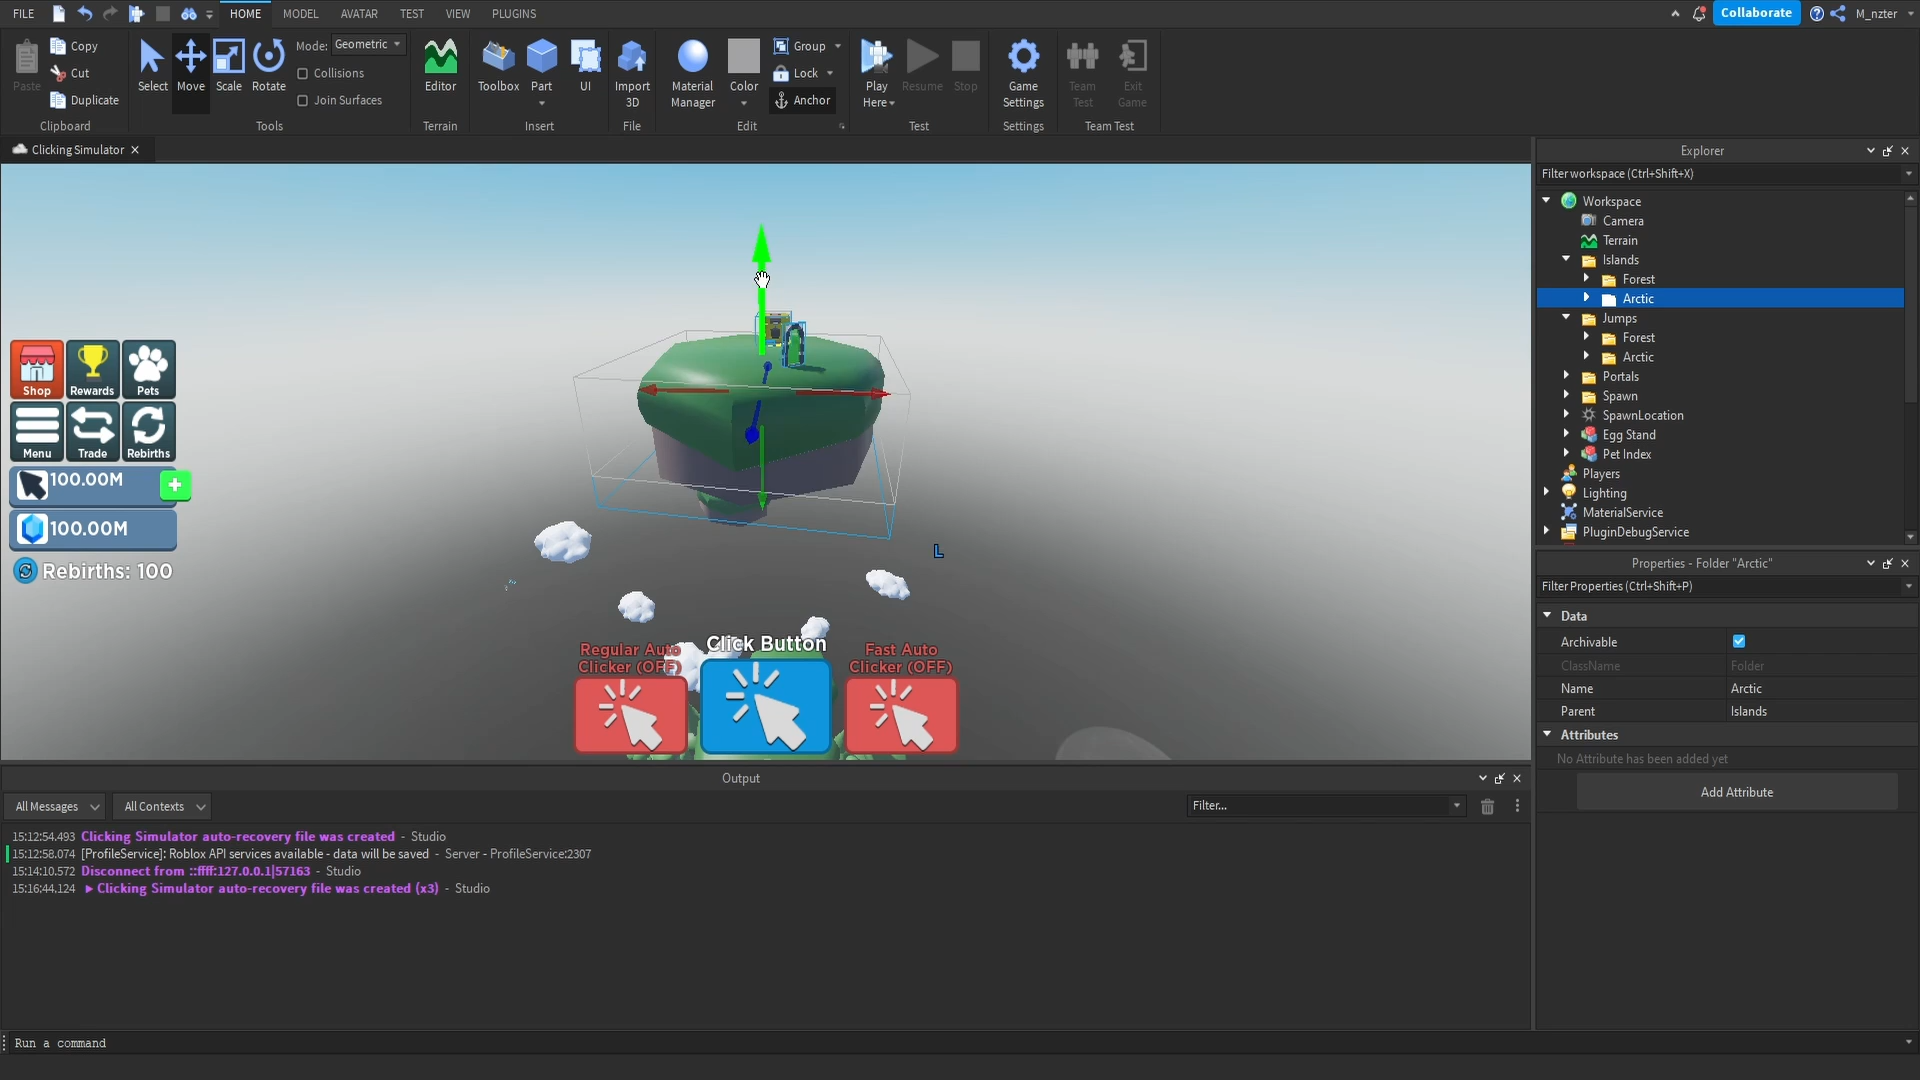 FILE HOME MODEL AVATAR TEST VIEW PLUGINS Collaborate M_nzter
Paste Copy Cut Duplicate Clipboard
Select Move Scale Rotate Mode: Geometric Collisions Join Surfaces Tools
Editor Terrain
Toolbox Part UI Insert
Import 3D File
Material Manager Color Group Lock Anchor Edit
Play Here Resume Stop Test
Game Settings Settings
Team Test Exit Game Team Test
Clicking Simulator
Shop Rewards Pets
Menu Trade Rebirths
100.00M +
100.00M
Rebirths: 100
L
Regular Auto Clicker (OFF)
Click Button
Fast Auto Clicker (OFF)
Explorer
Filter workspace (Ctrl+Shift+X)
Workspace
Camera
Terrain
Islands
Forest
Arctic
Jumps
Forest
Arctic
Portals
Spawn
SpawnLocation
Egg Stand
Pet Index
Players
Lighting
MaterialService
PluginDebugService
Properties - Folder "Arctic"
Filter Properties (Ctrl+Shift+P)
Data
Archivable
ClassName Folder
Name Arctic
Parent Islands
Attributes
No Attribute has been added yet
Add Attribute
Output
All Messages All Contexts Filter...
15:12:54.493 Clicking Simulator auto-recovery file was created - Studio
15:12:58.074 [ProfileService]: Roblox API services available - data will be saved - Server - ProfileService:2307
15:14:10.572 Disconnect from ::ffff:127.0.0.1|57163 - Studio
15:16:44.124 Clicking Simulator auto-recovery file was created (x3) - Studio
Run a command